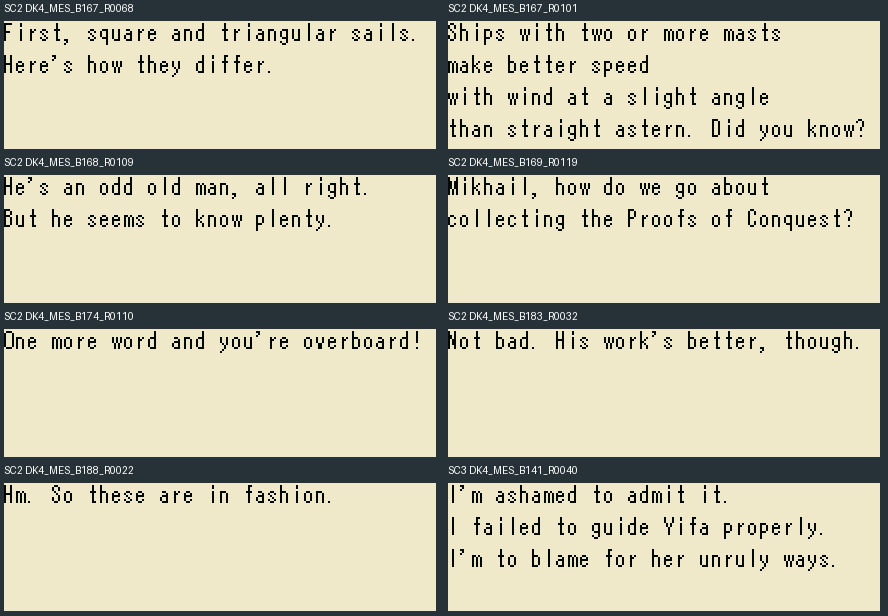 SC2 DK4_MES_B167_R0068
First, square and triangular sails.
Here's how they differ.
SC2 DK4_MES_B167_R0101
Ships with two or more masts
make better speed
with wind at a slight angle
than straight astern. Did you know?
SC2 DK4_MES_B168_R0109
He's an odd old man, all right.
But he seems to know plenty.
SC2 DK4_MES_B169_R0119
Mikhail, how do we go about
collecting the Proofs of Conquest?
SC2 DK4_MES_B174_R0110
One more word and you're overboard!
SC2 DK4_MES_B183_R0032
Not bad. His work's better, though.
SC2 DK4_MES_B188_R0022
Hm. So these are in fashion.
SC3 DK4_MES_B141_R0040
I'm ashamed to admit it.
I failed to guide Yifa properly.
I'm to blame for her unruly ways.